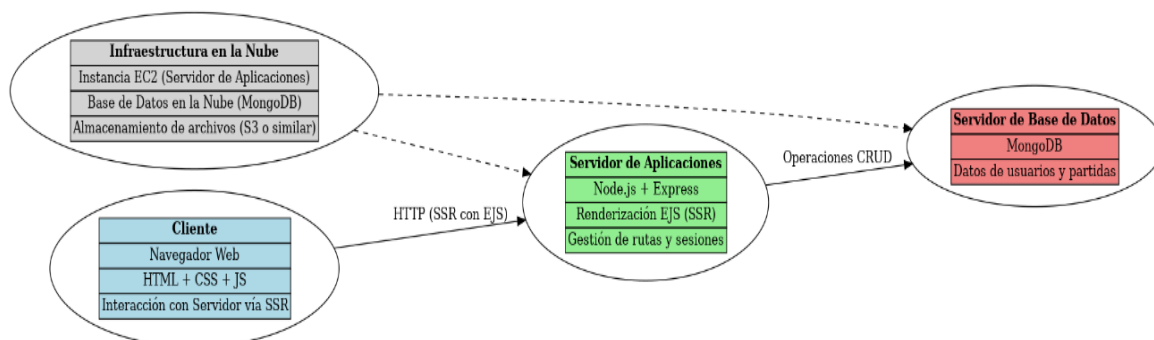 Infraestructura en la Nube
Instancia EC2 (Servidor de Aplicaciones)
Base de Datos en la Nube (MongoDB)
Almacenamiento de archivos (S3 o similar)
Cliente
Navegador Web
HTML + CSS + JS
Interacción con Servidor vía SSR
HTTP (SSR con EJS)
Servidor de Aplicaciones
Node.js + Express
Renderización EJS (SSR)
Gestión de rutas y sesiones
Operaciones CRUD
Servidor de Base de Datos
MongoDB
Datos de usuarios y partidas